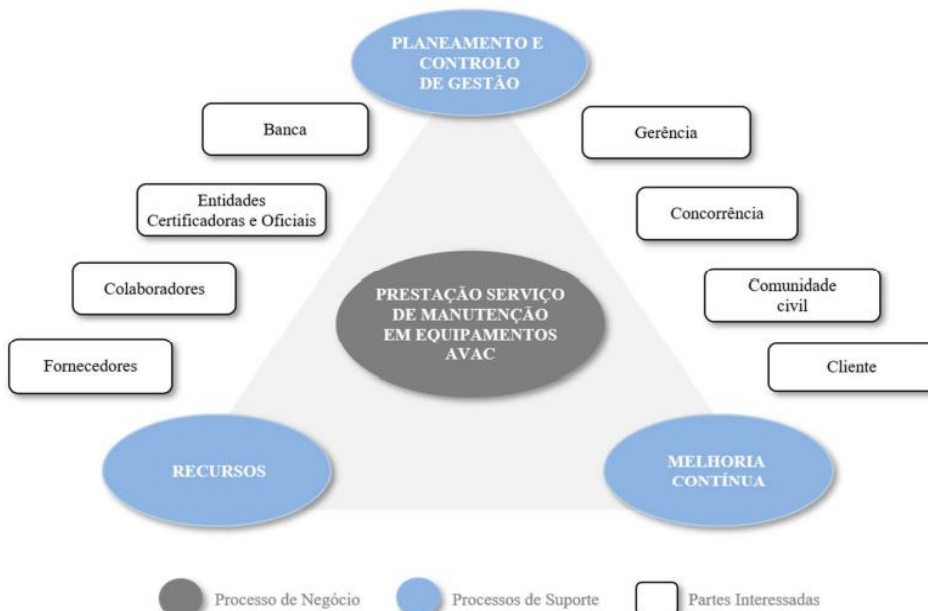 PLANEAMENTO E
CONTROLO
DE GESTÃO
Banca
Gerência
Entidades
Certificadoras e Oficiais
Concorrência
Colaboradores
Comunidade
civil
PRESTAÇÃO SERVIÇO
DE MANUTENÇÃO
EM EQUIPAMENTOS
AVAC
Fornecedores
Cliente
RECURSOS
MELHORIA
CONTÍNUA
Processo de Negócio
Processos de Suporte
Partes Interessadas